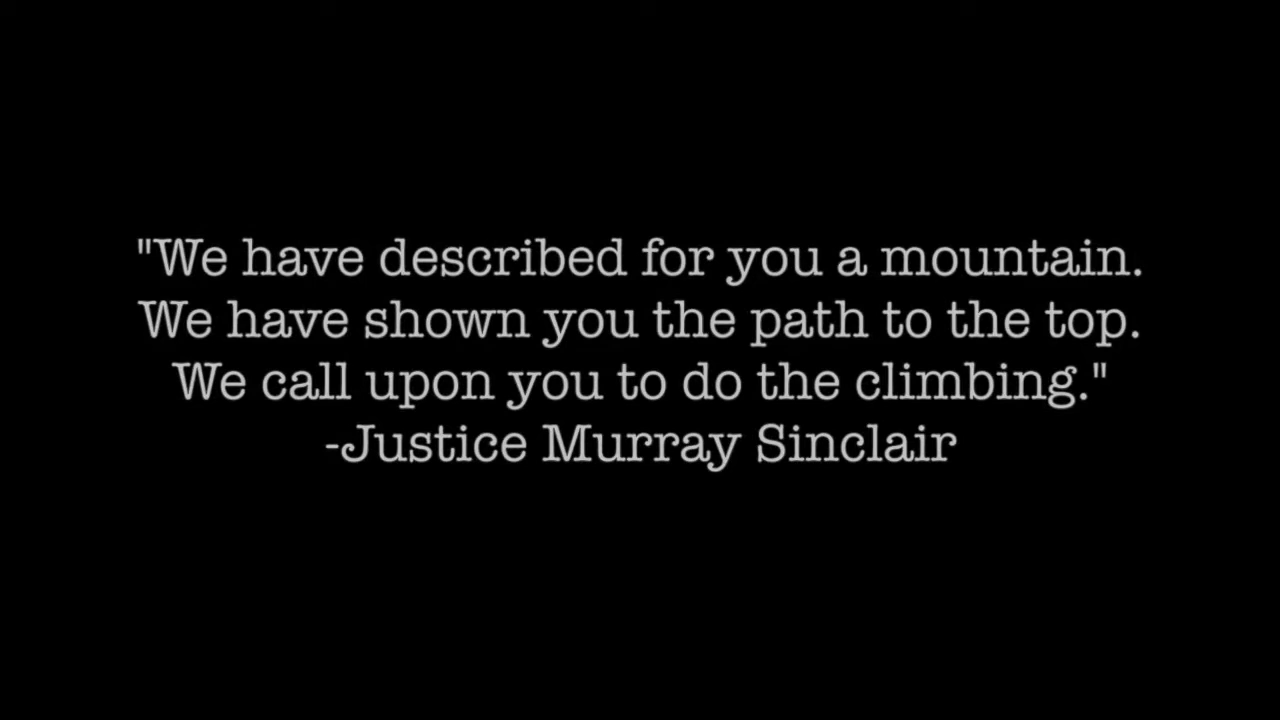 "We have described for you a mountain.
We have shown you the path to the top.
We call upon you to do the climbing."
-Justice Murray Sinclair